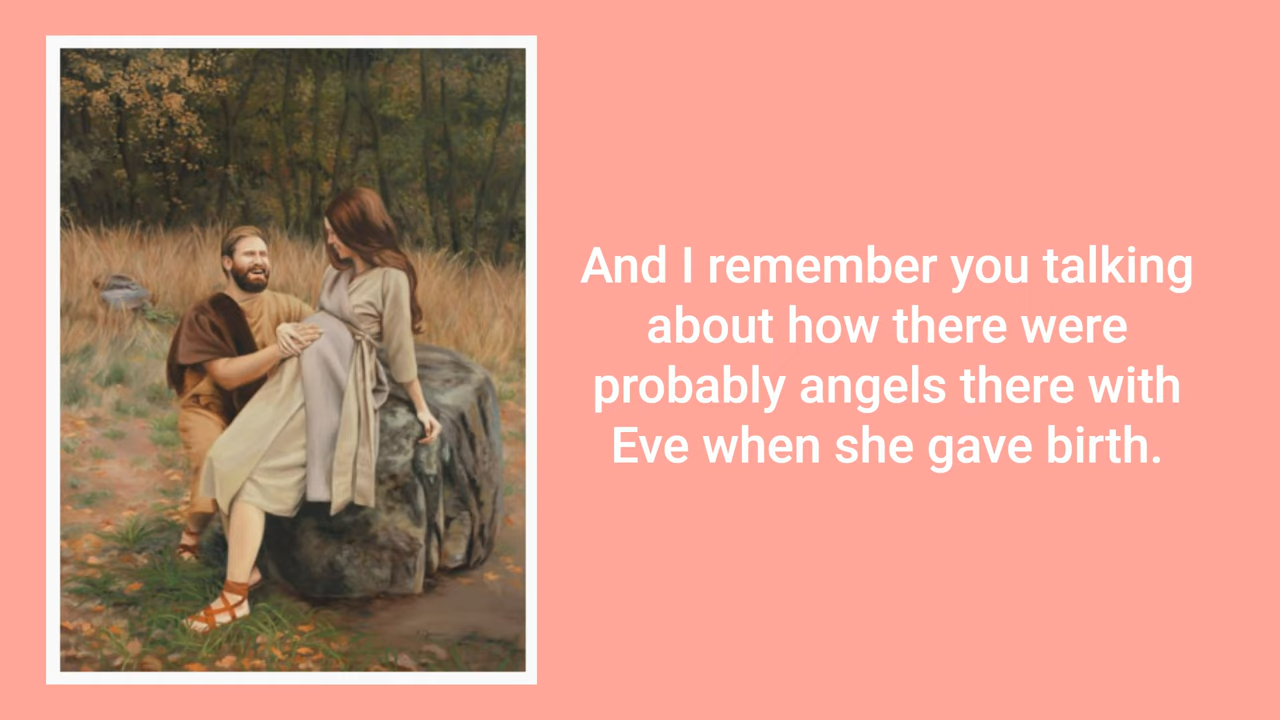 And I remember you talking
about how there were
probably angels there with
Eve when she gave birth.